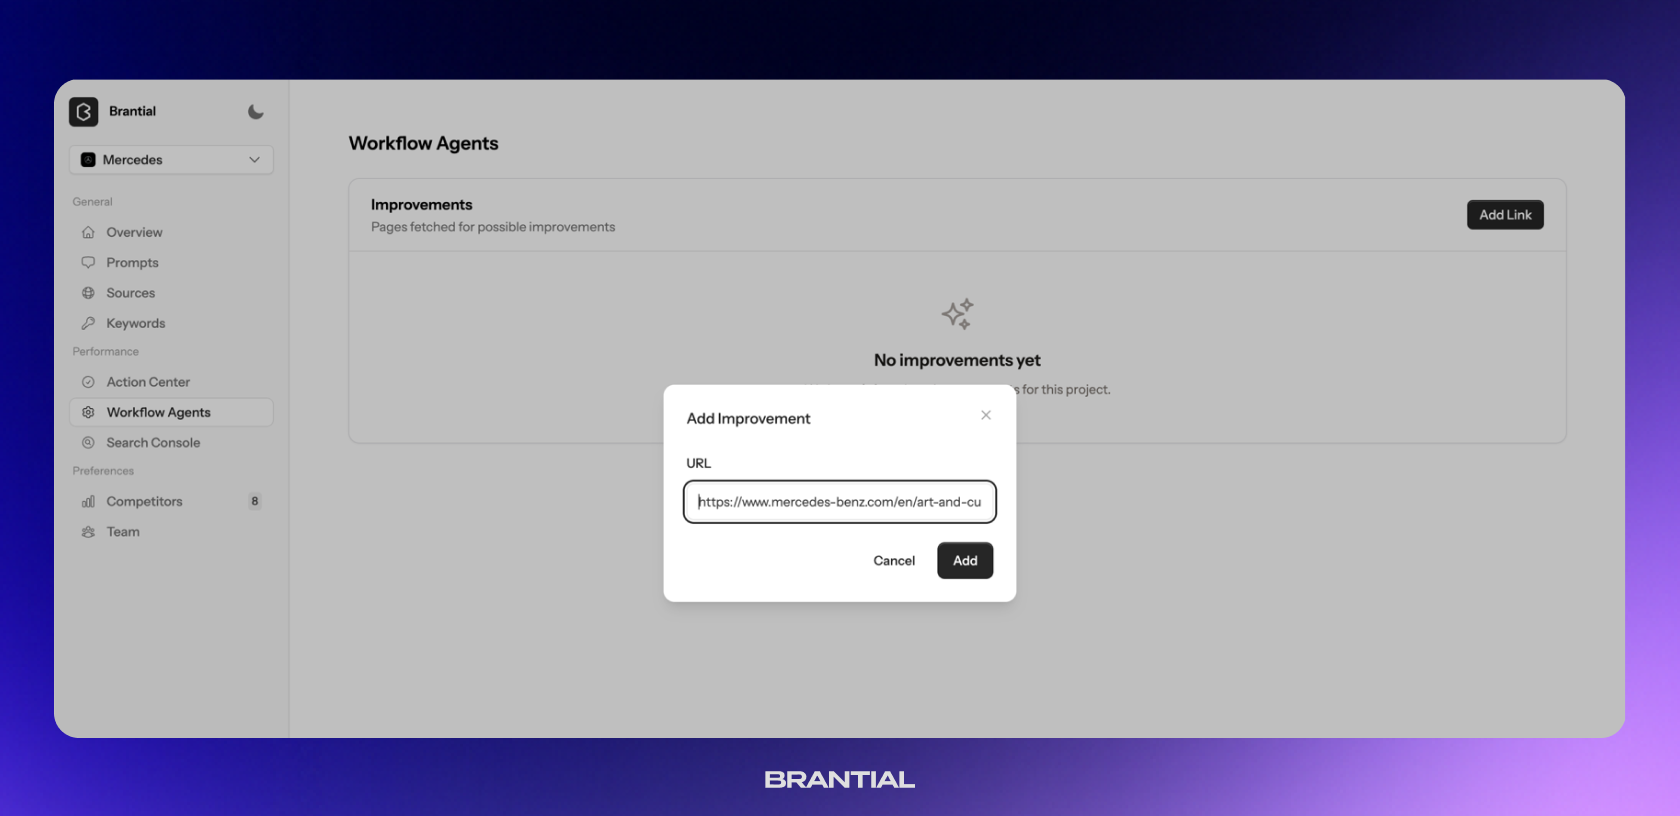 Brantial
Mercedes
General
Overview
Prompts
Sources
Keywords
Performance
Action Center
Workflow Agents
Search Console
Preferences
Competitors 8
Team
Workflow Agents
Improvements
Pages fetched for possible improvements
Add Link
No improvements yet
for this project.
Add Improvement
URL
https://www.mercedes-benz.com/en/art-and-cu
Cancel
Add
BRANTIAL